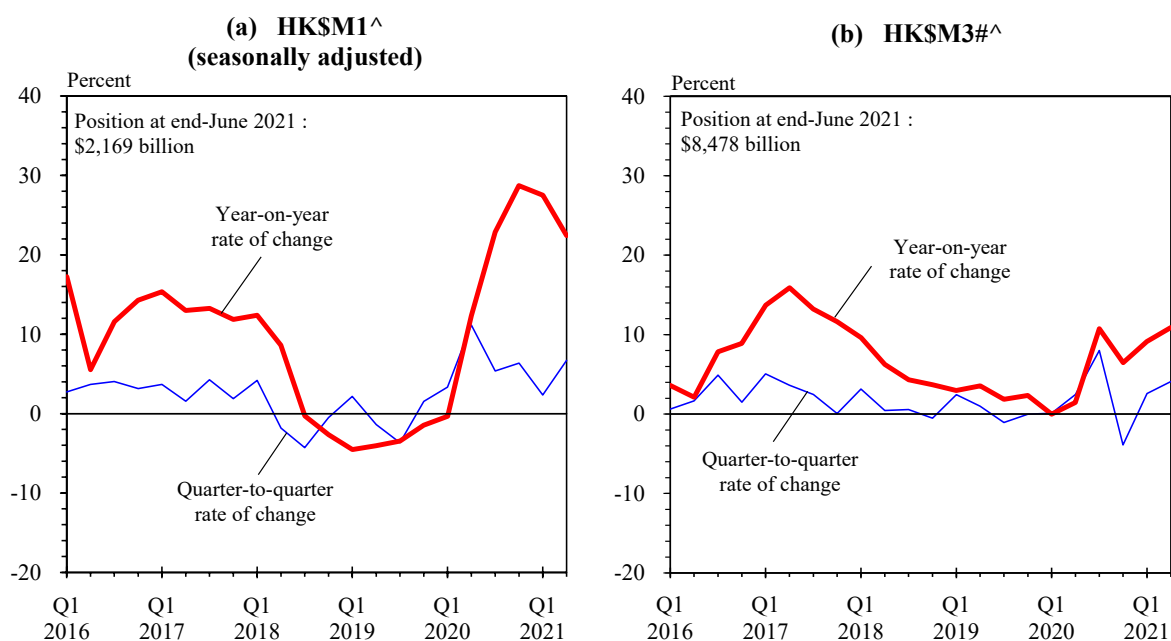 (a) HK$M1^
(seasonally adjusted)
Percent
40
30
20
10
0
-10
-20
Position at end-June 2021 :
$2,169 billion
Year-on-year
rate of change
Quarter-to-quarter
rate of change
Q1 Q1 Q1 Q1 Q1 Q1
2016 2017 2018 2019 2020 2021
(b) HK$M3#^
Percent
40
30
20
10
0
-10
-20
Position at end-June 2021 :
$8,478 billion
Year-on-year
rate of change
Quarter-to-quarter
rate of change
Q1 Q1 Q1 Q1 Q1 Q1
2016 2017 2018 2019 2020 2021